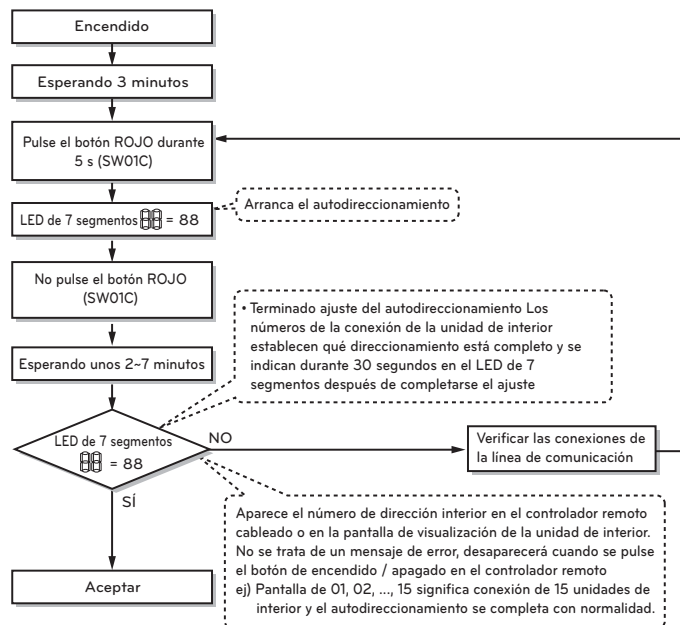 Encendido
Esperando 3 minutos
Pulse el botón ROJO durante
5 s (SW01C)
LED de 7 segmentos 88 = 88
Arranca el autodireccionamiento
No pulse el botón ROJO
(SW01C)
• Terminado ajuste del autodireccionamiento Los
números de la conexión de la unidad de interior
establecen qué direccionamiento está completo y se
indican durante 30 segundos en el LED de 7
segmentos después de completarse el ajuste
Esperando unos 2~7 minutos
LED de 7 segmentos
88 = 88
NO
Verificar las conexiones de
la línea de comunicación
SÍ
Aparece el número de dirección interior en el controlador remoto
cableado o en la pantalla de visualización de la unidad de interior.
No se trata de un mensaje de error, desaparecerá cuando se pulse
el botón de encendido / apagado en el controlador remoto
ej) Pantalla de 01, 02, ..., 15 significa conexión de 15 unidades de
interior y el autodireccionamiento se completa con normalidad.
Aceptar